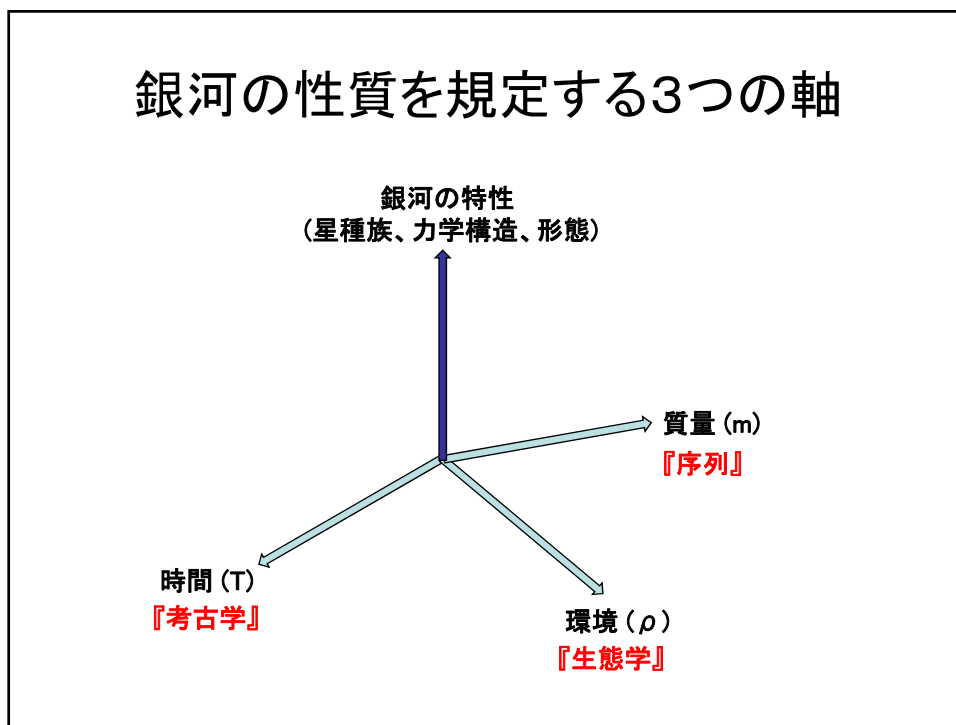 銀河の性質を規定する3つの軸
銀河の特性
(星種族、力学構造、形態)
質量(m)
『序列』
時間(T)
『考古学』
環境(ρ)
『生態学』